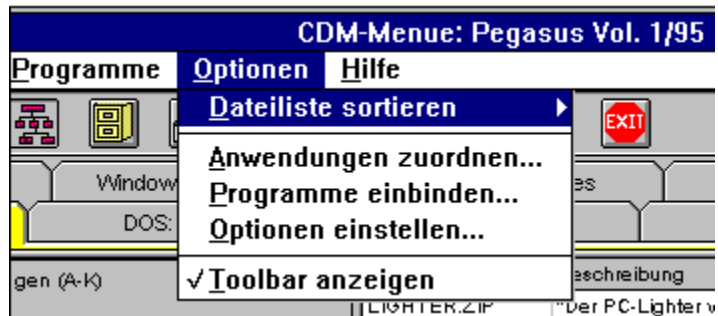 CDM-Menue: Pegasus Vol. 1/95
Programme Optionen Hilfe
Dateiliste sortieren
EXIT
Anwendungen zuordnen...
Window
Programme einbinden...
DOS:
Optionen einstellen...
gen (A-K)
✓Toolbar anzeigen
eschreibung
LIGHTER.ZIP "Der PC-Lighter v